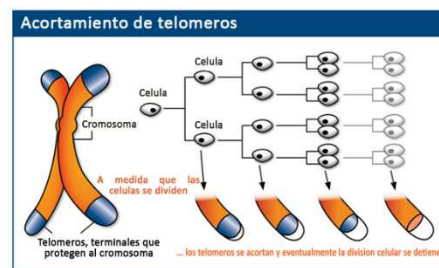 Acortamiento de telomeros
Celula
Celula
Celula
Cromosoma
A medida que las
celulas se dividen
Telomeros, terminales que
protegen al cromosoma
... los telomeros se acortan y eventualmente la division celular se detiene